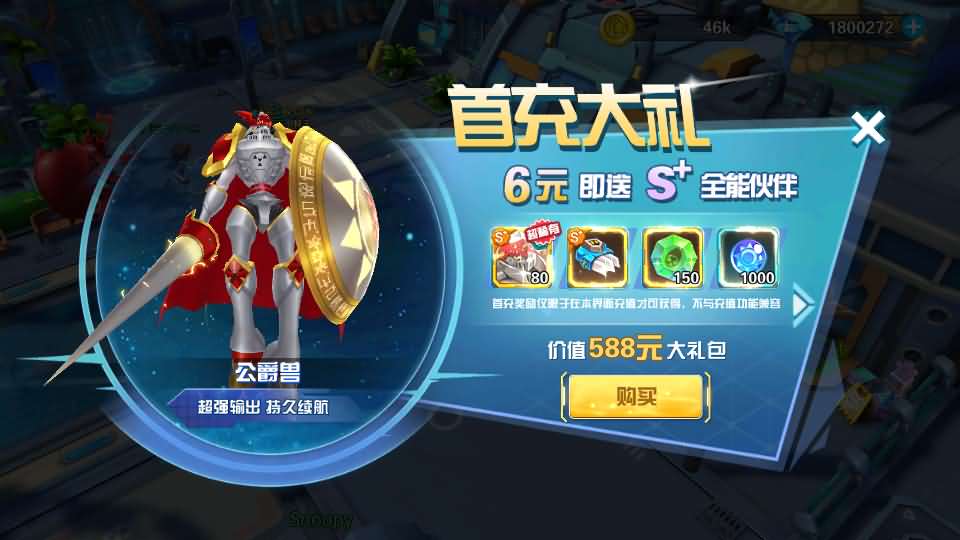 46k
1800272
首充大礼
6元 即送 S+ 全能伙伴
S+ 超稀有 80
S
150
1000
首充奖励仅限于在本界面充值才可获得，不与充值功能兼容
价值588元大礼包
购买
公爵兽
超强输出 持久续航
Snoopy